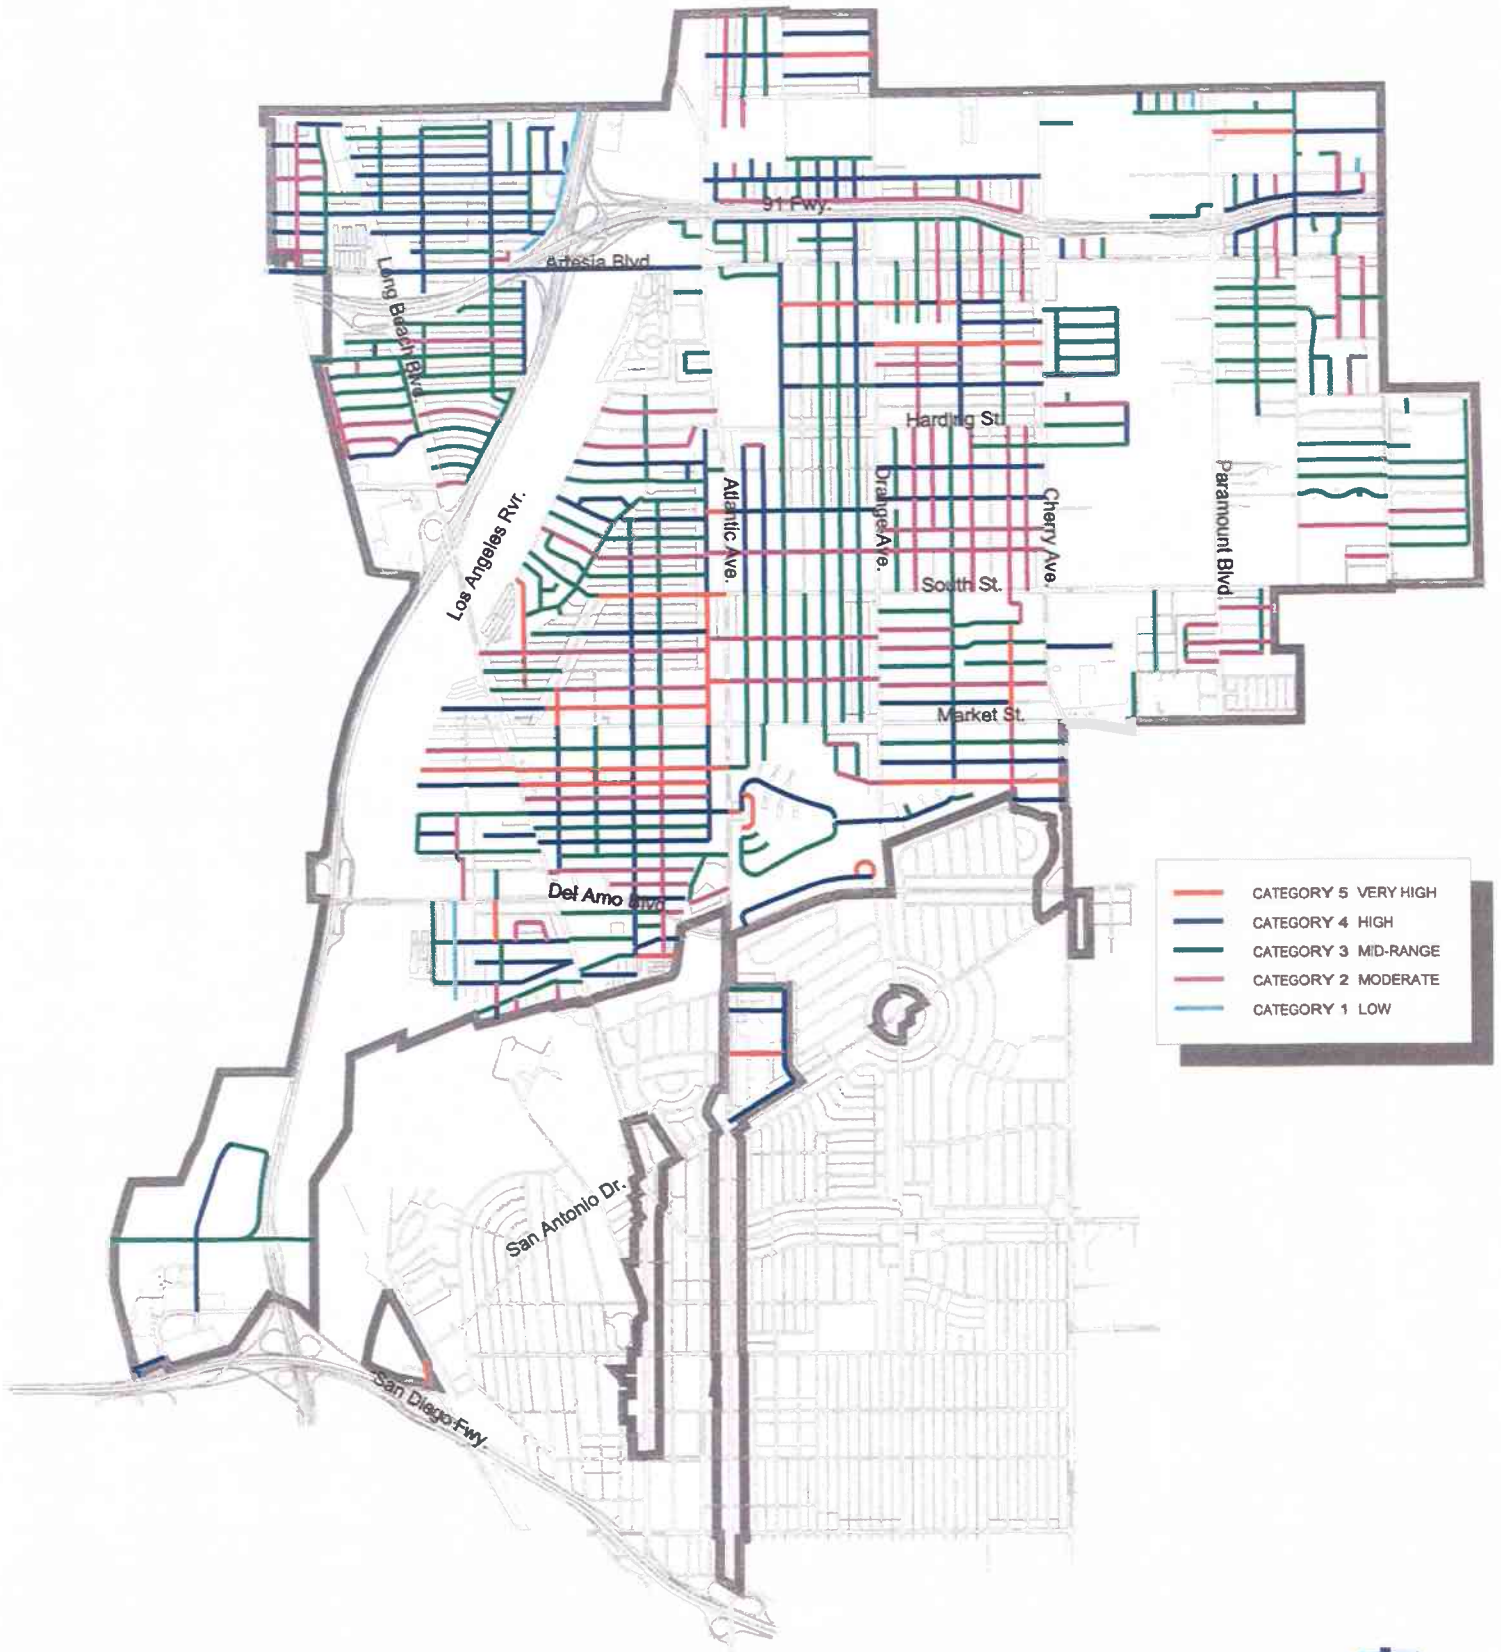 91 Fwy.
Artesia Blvd.
Long Beach Blvd.
Harding St.
Los Angeles Rvr.
Atlantic Ave.
Orange Ave.
Cherry Ave.
Paramount Blvd.
South St.
Market St.
Del Amo Blvd.
CATEGORY 5 VERY HIGH
CATEGORY 4 HIGH
CATEGORY 3 MID-RANGE
CATEGORY 2 MODERATE
CATEGORY 1 LOW
San Antonio Dr.
San Diego Fwy.